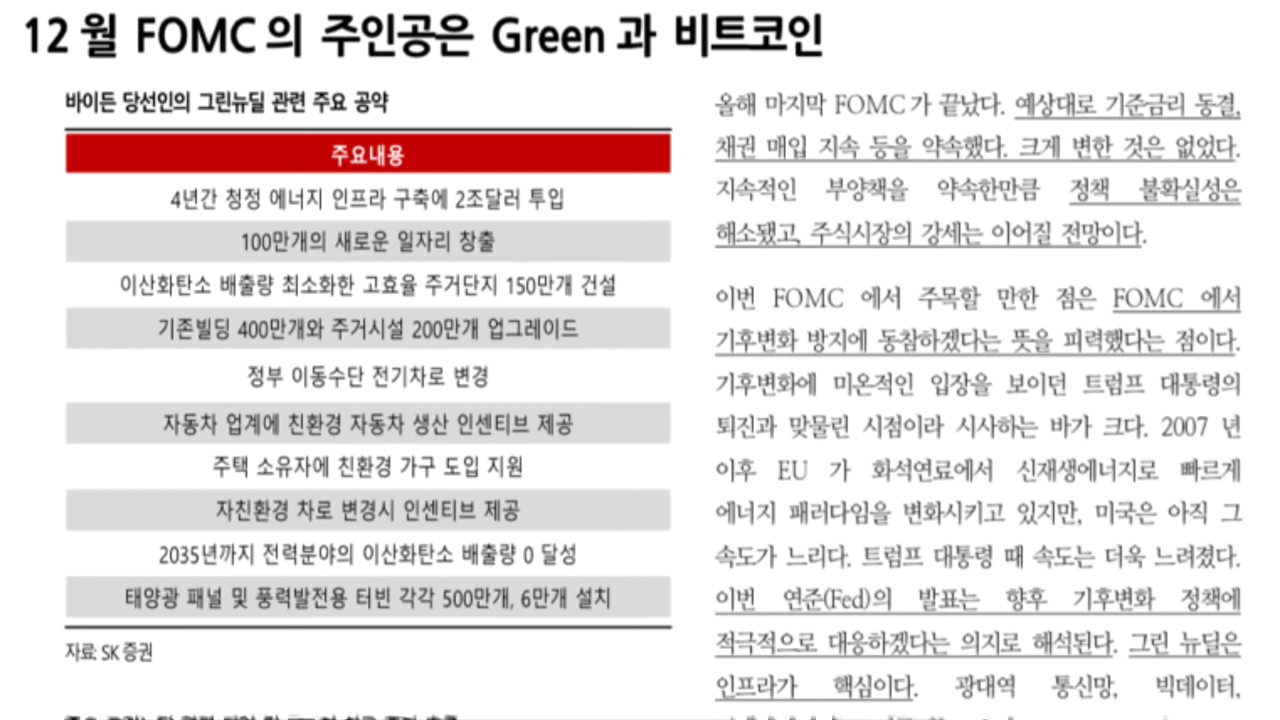 12월 FOMC의 주인공은 Green과 비트코인
바이든 당선인의 그린뉴딜 관련 주요 공약
주요내용
4년간 청정 에너지 인프라 구축에 2조달러 투입
100만개의 새로운 일자리 창출
이산화탄소 배출량 최소화한 고효율 주거단지 150만개 건설
기존빌딩 400만개와 주거시설 200만개 업그레이드
정부 이동수단 전기차로 변경
자동차 업계에 친환경 자동차 생산 인센티브 제공
주택 소유자에 친환경 가구 도입 지원
자친환경 차로 변경시 인센티브 제공
2035년까지 전력분야의 이산화탄소 배출량 0 달성
태양광 패널 및 풍력발전용 터빈 각각 500만개, 6만개 설치
자료: SK증권
올해 마지막 FOMC가 끝났다. 예상대로 기준금리 동결,
채권 매입 지속 등을 약속했다. 크게 변한 것은 없었다.
지속적인 부양책을 약속한만큼 정책 불확실성은
해소됐고, 주식시장의 강세는 이어질 전망이다.
이번 FOMC 에서 주목할 만한 점은 FOMC 에서
기후변화 방지에 동참하겠다는 뜻을 피력했다는 점이다.
기후변화에 미온적인 입장을 보이던 트럼프 대통령의
퇴진과 맞물린 시점이라 시사하는 바가 크다. 2007 년
이후 EU 가 화석연료에서 신재생에너지로 빠르게
에너지 패러다임을 변화시키고 있지만, 미국은 아직 그
속도가 느리다. 트럼프 대통령 때 속도는 더욱 느려졌다.
이번 연준(Fed)의 발표는 향후 기후변화 정책에
적극적으로 대응하겠다는 의지로 해석된다. 그린 뉴딜은
인프라가 핵심이다. 광대역 통신망, 빅데이터,